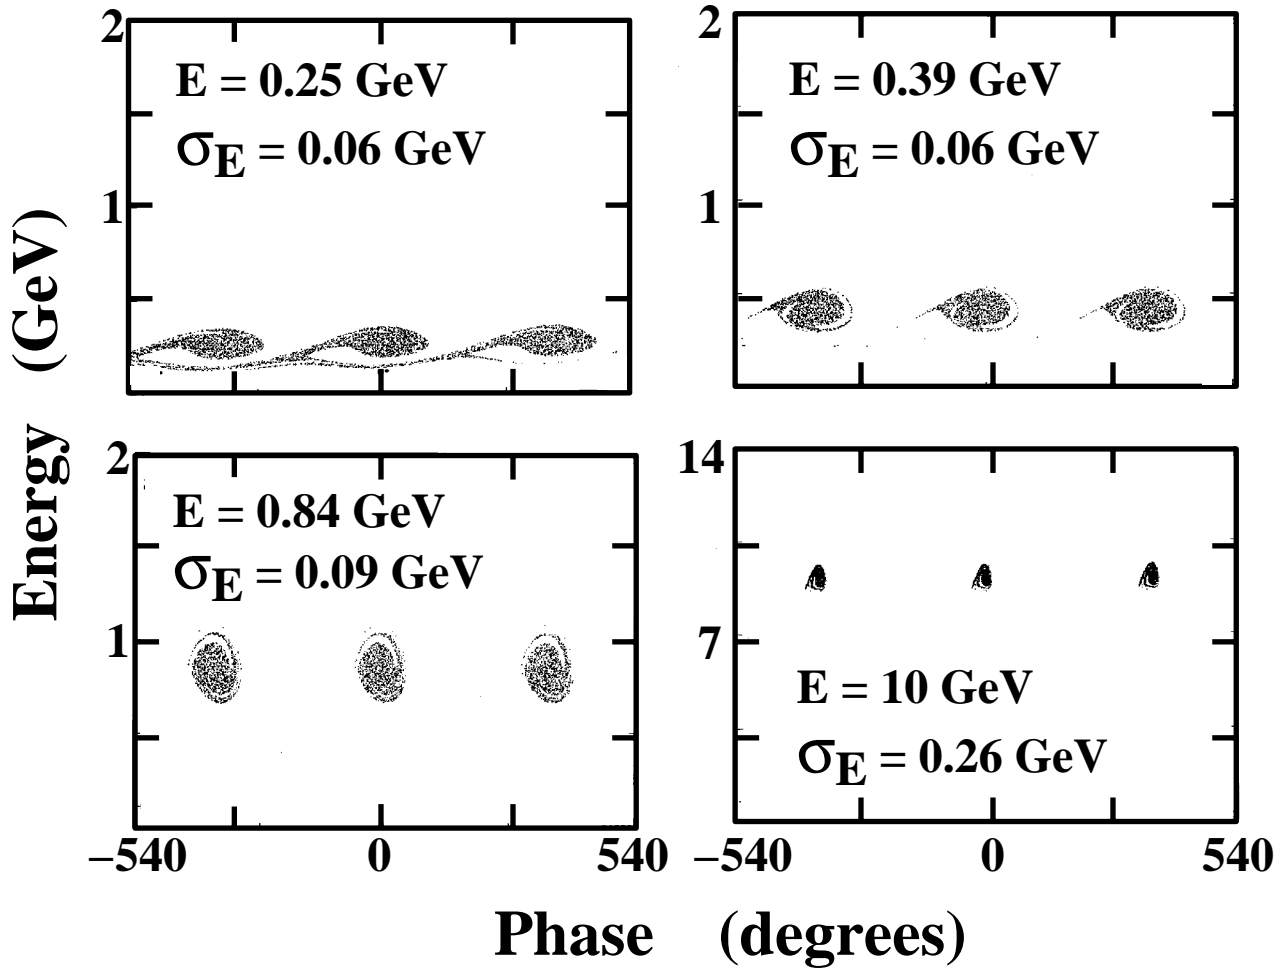 2
E = 0.25 GeV
σE = 0.06 GeV
1
2
E = 0.39 GeV
σE = 0.06 GeV
1
Energy (GeV)
2
E = 0.84 GeV
σE = 0.09 GeV
1
−540 0 540
14
7
E = 10 GeV
σE = 0.26 GeV
−540 0 540
Phase (degrees)